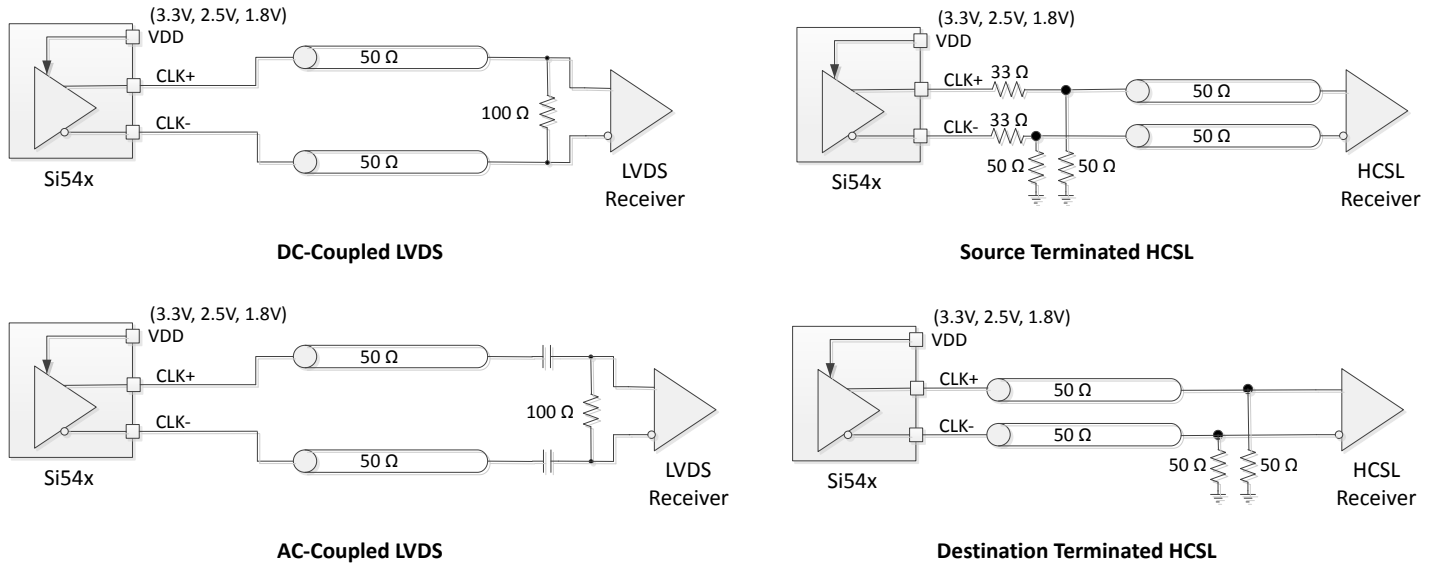 (3.3V, 2.5V, 1.8V)
VDD
CLK+
50 Ω
100 Ω
CLK-
50 Ω
Si54x
LVDS
Receiver
DC-Coupled LVDS
(3.3V, 2.5V, 1.8V)
VDD
CLK+
33 Ω
50 Ω
CLK-
33 Ω
50 Ω
50 Ω
50 Ω
Si54x
HCSL
Receiver
Source Terminated HCSL
(3.3V, 2.5V, 1.8V)
VDD
50 Ω
CLK+
100 Ω
CLK-
50 Ω
Si54x
LVDS
Receiver
AC-Coupled LVDS
(3.3V, 2.5V, 1.8V)
VDD
CLK+
50 Ω
CLK-
50 Ω
50 Ω
50 Ω
Si54x
HCSL
Receiver
Destination Terminated HCSL